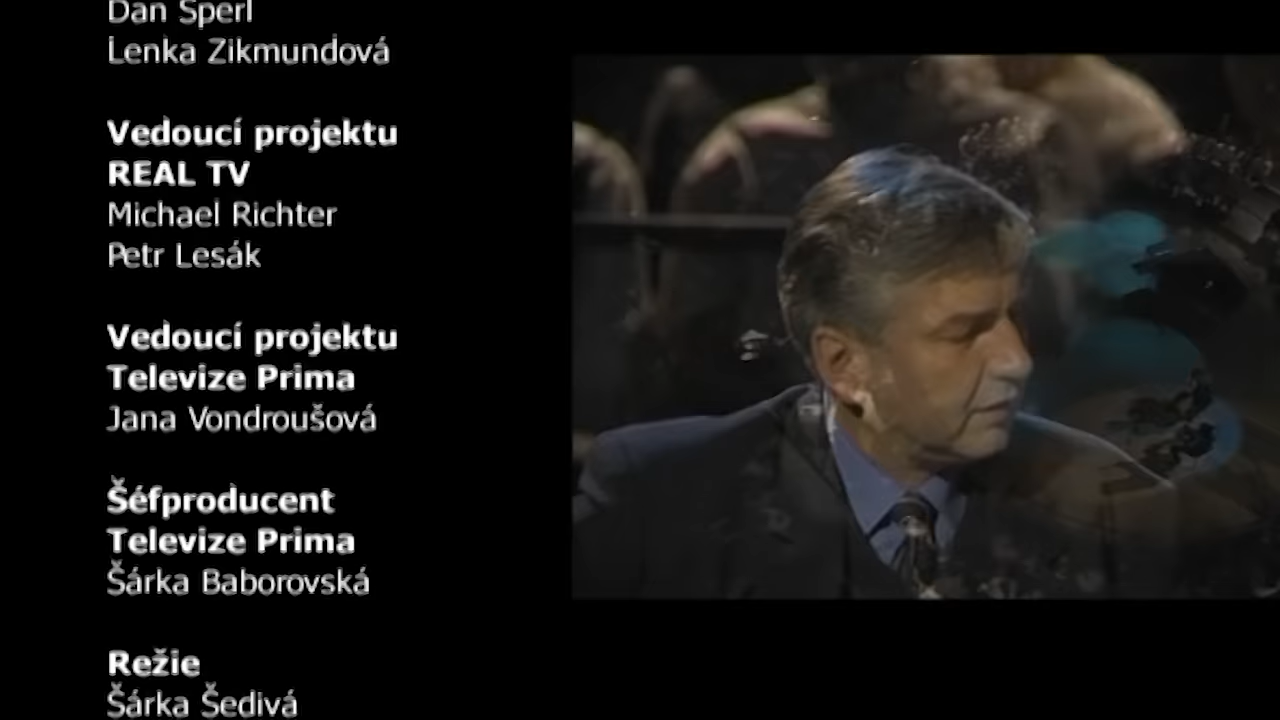 Dan Šperl
Lenka Zikmundová
Vedoucí projektu
REAL TV
Michael Richter
Petr Lesák
Vedoucí projektu
Televize Prima
Jana Vondroušová
Šéfproducent
Televize Prima
Šárka Baborovská
Režie
Šárka Šedivá